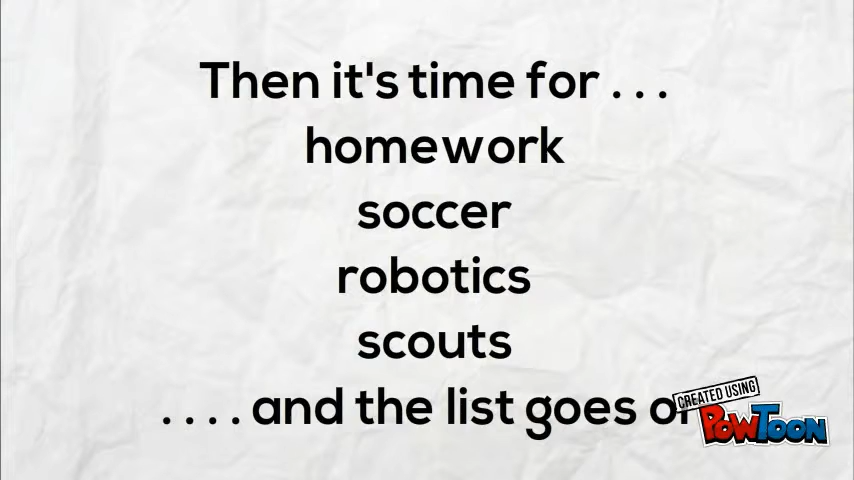 Then it's time for . . .
homework
soccer
robotics
scouts
. . . . and the list goes
CREATED USING
POWTOON